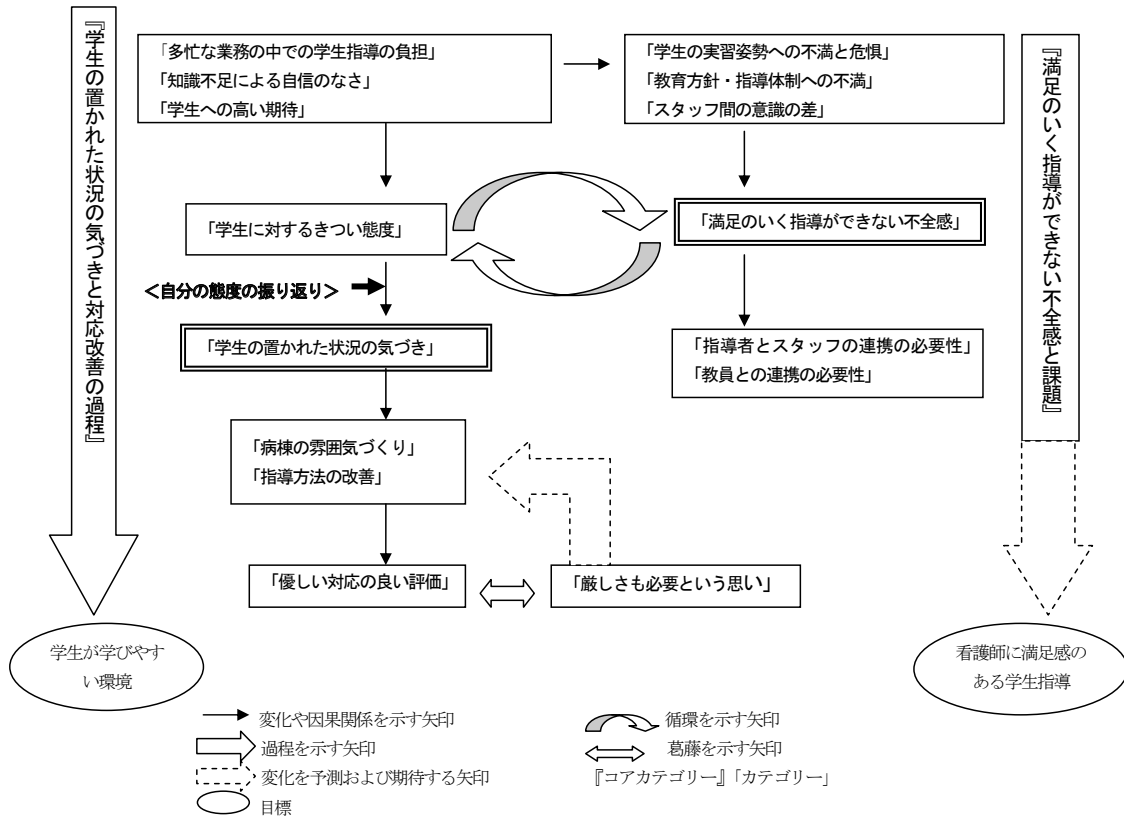 『学生の置かれた状況の気づきと対応改善の過程』
「多忙な業務の中での学生指導の負担」
「知識不足による自信のなさ」
「学生への高い期待」
「学生の実習姿勢への不満と危惧」
「教育方針・指導体制への不満」
「スタッフ間の意識の差」
『満足のいく指導ができない不全感と課題』
「学生に対するきつい態度」
「満足のいく指導ができない不全感」
＜自分の態度の振り返り＞
「学生の置かれた状況の気づき」
「指導者とスタッフの連携の必要性」
「教員との連携の必要性」
「病棟の雰囲気づくり」
「指導方法の改善」
「優しい対応の良い評価」
「厳しさも必要という思い」
学生が学びやす
い環境
看護師に満足感の
ある学生指導
変化や因果関係を示す矢印
過程を示す矢印
変化を予測および期待する矢印
目標
循環を示す矢印
葛藤を示す矢印
『コアカテゴリー』「カテゴリー」